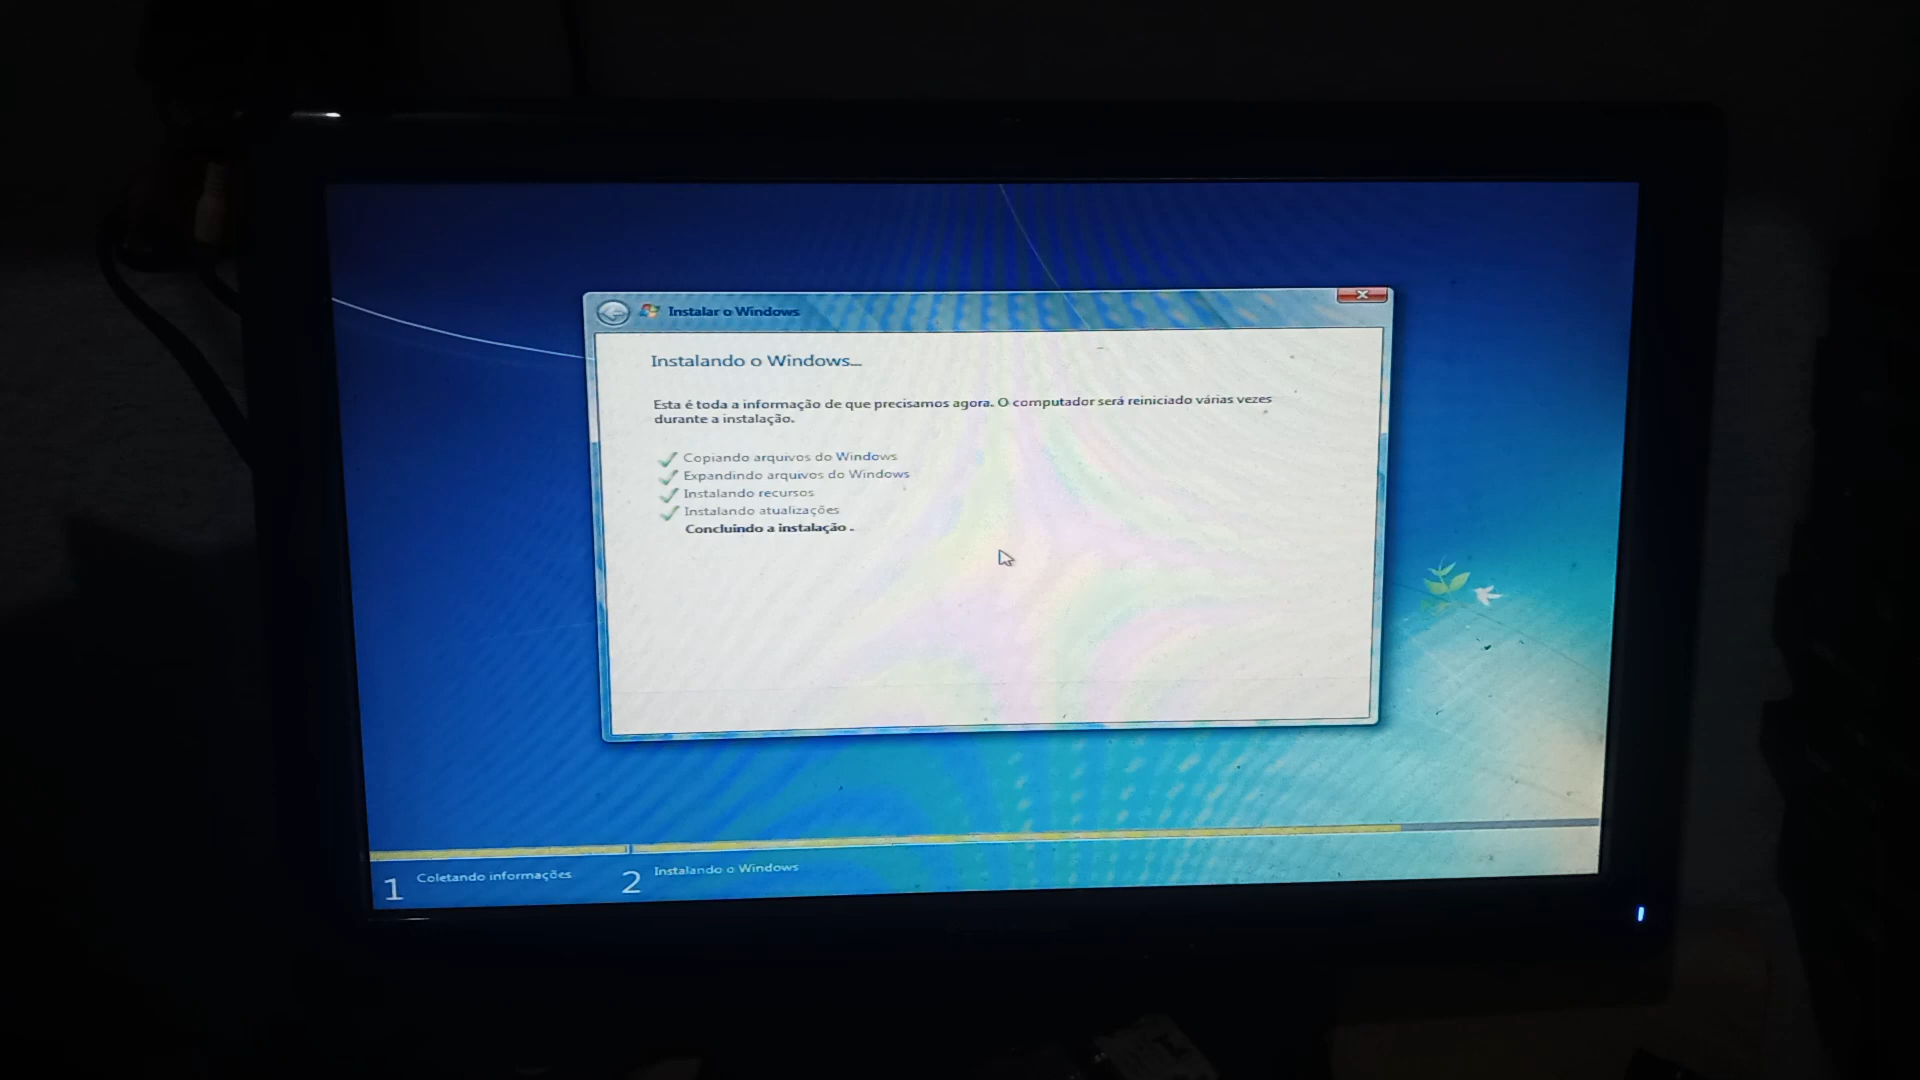 Instalar o Windows
Instalando o Windows...
Esta é toda a informação de que precisamos agora. O computador será reiniciado várias vezes
durante a instalação.
Copiando arquivos do Windows
Expandindo arquivos do Windows
Instalando recursos
Instalando atualizações
Concluindo a instalação .
1 Coletando informações
2 Instalando o Windows